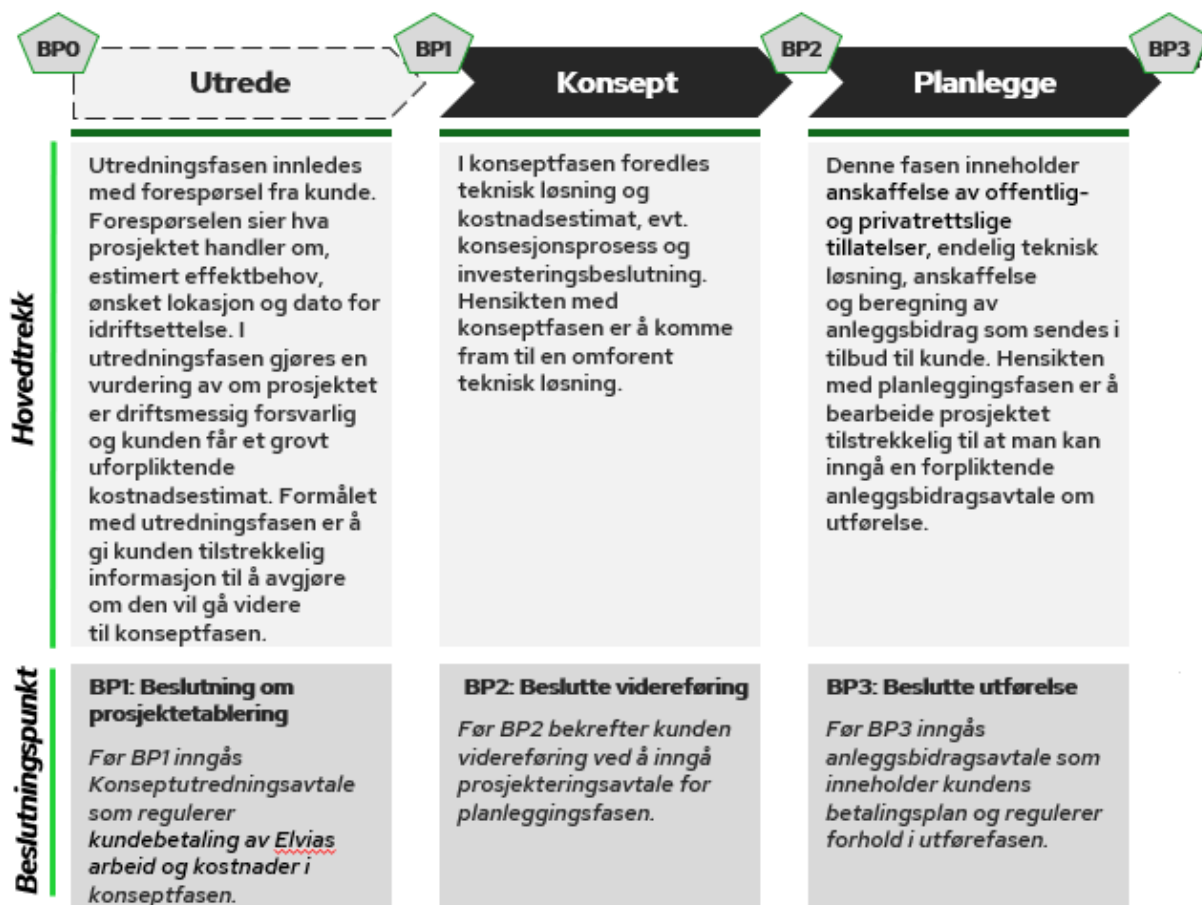 BP0
BP1
BP2
BP3
Utrede
Konsept
Planlegge
Hovedtrekk
Utredningsfasen innledes
med forespørsel fra kunde.
Forespørselen sier hva
prosjektet handler om,
estimert effektbehov,
ønsket lokasjon og dato for
idriftsettelse. I
utredningsfasen gjøres en
vurdering av om prosjektet
er driftsmessig forsvarlig
og kunden får et grovt
uforpliktende
kostnadsestimat. Formålet
med utredningsfasen er å
gi kunden tilstrekkelig
informasjon til å avgjøre
om den vil gå videre
til konseptfasen.
I konseptfasen foredles
teknisk løsning og
kostnadsestimat, evt.
konsesjonsprosess og
investeringsbeslutning.
Hensikten med
konseptfasen er å komme
fram til en omforent
teknisk løsning.
Denne fasen inneholder
anskaffelse av offentlig-
og privatrettslige
tillatelser, endelig teknisk
løsning, anskaffelse
og beregning av
anleggsbidrag som sendes i
tilbud til kunde. Hensikten
med planleggingsfasen er å
bearbeide prosjektet
tilstrekkelig til at man kan
inngå en forpliktende
anleggsbidragsavtale om
utførelse.
Beslutningspunkt
BP1: Beslutning om
prosjektetablering
Før BP1 inngås
Konseptutredningsavtale
som regulerer
kundebetaling av Elvias
arbeid og kostnader i
konseptfasen.
BP2: Beslutte videreføring
Før BP2 bekrefter kunden
videreføring ved å inngå
prosjekteringsavtale for
planleggingsfasen.
BP3: Beslutte utførelse
Før BP3 inngås
anleggsbidragsavtale som
inneholder kundens
betalingsplan og regulerer
forhold i utførefasen.